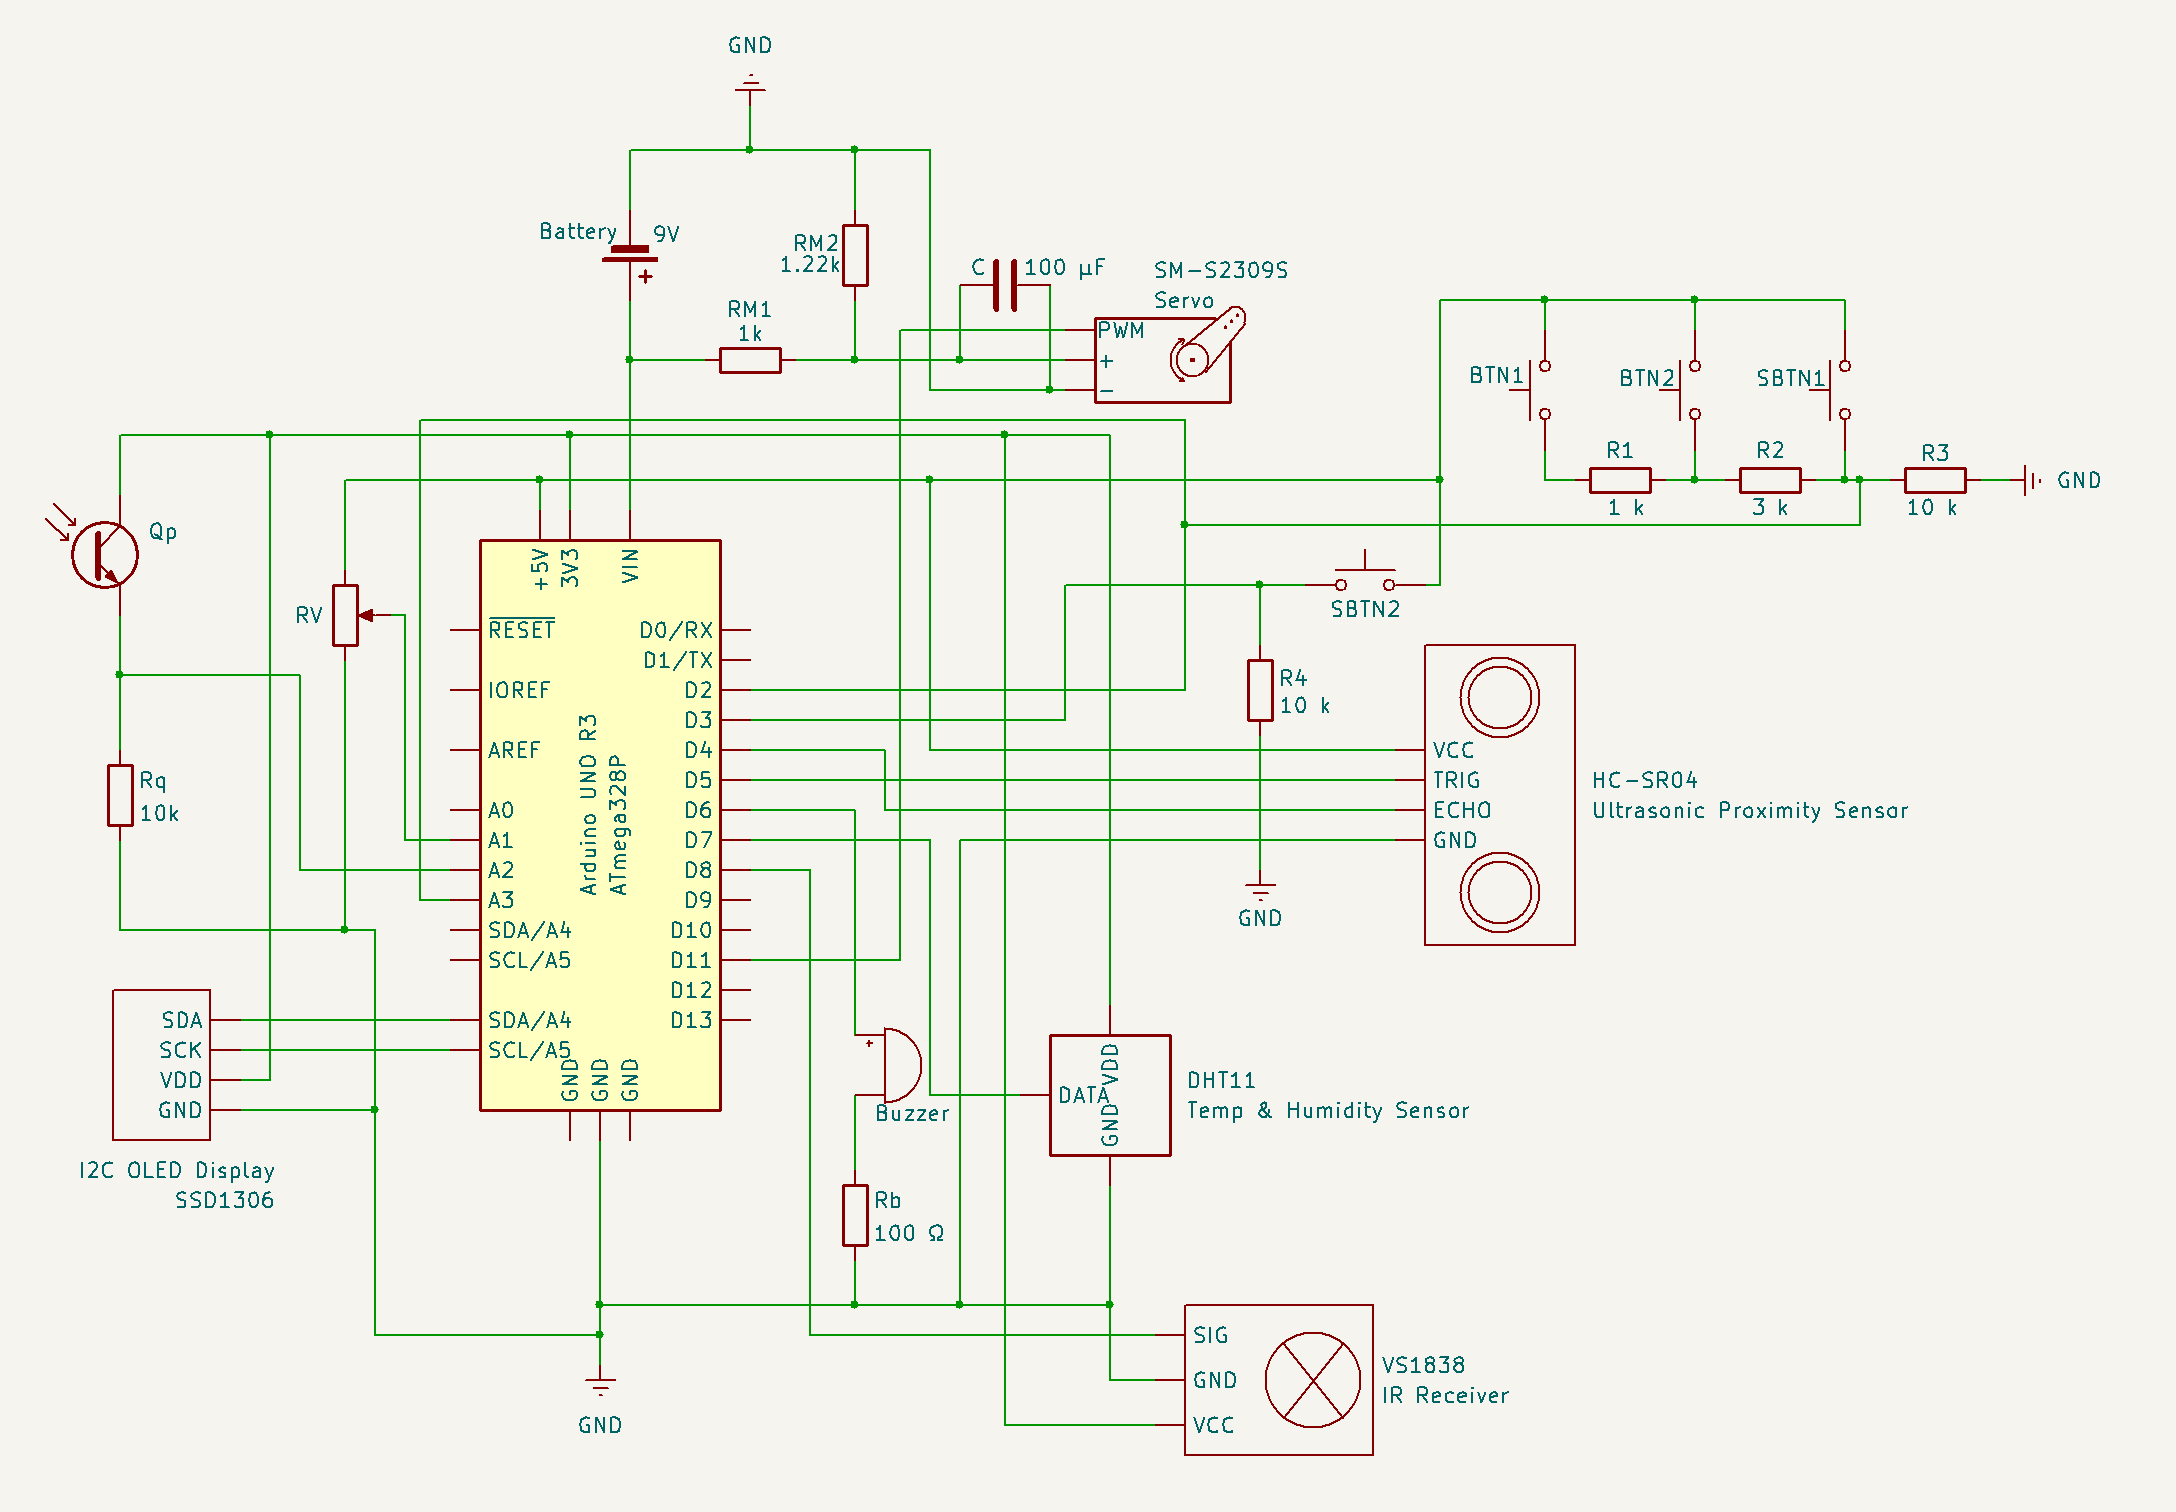 GND
Battery 9V
RM2
1.22k
C 100 µF
SM-S2309S
Servo
RM1
1k
PWM
+
-
BTN1
BTN2
SBTN1
R1
1 k
R2
3 k
R3
10 k
GND
Qp
RV
Rq
10k
+5V
3V3
VIN
RESET
IOREF
AREF
A0
A1
A2
A3
SDA/A4
SCL/A5
SDA/A4
SCL/A5
GND
GND
GND
Arduino UNO R3
ATmega328P
D0/RX
D1/TX
D2
D3
D4
D5
D6
D7
D8
D9
D10
D11
D12
D13
SBTN2
R4
10 k
GND
VCC
TRIG
ECHO
GND
HC-SR04
Ultrasonic Proximity Sensor
SDA
SCK
VDD
GND
I2C OLED Display
SSD1306
+
Buzzer
Rb
100 Ω
VDD
DATA
GND
DHT11
Temp & Humidity Sensor
SIG
GND
VCC
VS1838
IR Receiver
GND